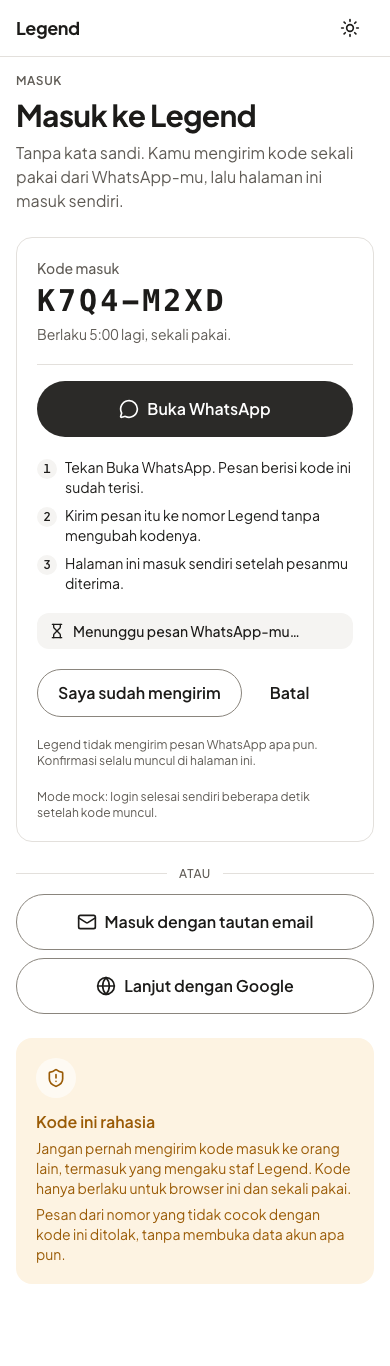 Legend
MASUK
Masuk ke Legend
Tanpa kata sandi. Kamu mengirim kode sekali
pakai dari WhatsApp-mu, lalu halaman ini
masuk sendiri.
Kode masuk
K7Q4–M2XD
Berlaku 5:00 lagi, sekali pakai.
Buka WhatsApp
1 Tekan Buka WhatsApp. Pesan berisi kode ini
sudah terisi.
2 Kirim pesan itu ke nomor Legend tanpa
mengubah kodenya.
3 Halaman ini masuk sendiri setelah pesanmu
diterima.
Menunggu pesan WhatsApp-mu…
Saya sudah mengirim
Batal
Legend tidak mengirim pesan WhatsApp apa pun.
Konfirmasi selalu muncul di halaman ini.
Mode mock: login selesai sendiri beberapa detik
setelah kode muncul.
ATAU
Masuk dengan tautan email
Lanjut dengan Google
Kode ini rahasia
Jangan pernah mengirim kode masuk ke orang
lain, termasuk yang mengaku staf Legend. Kode
hanya berlaku untuk browser ini dan sekali pakai.
Pesan dari nomor yang tidak cocok dengan
kode ini ditolak, tanpa membuka data akun apa
pun.